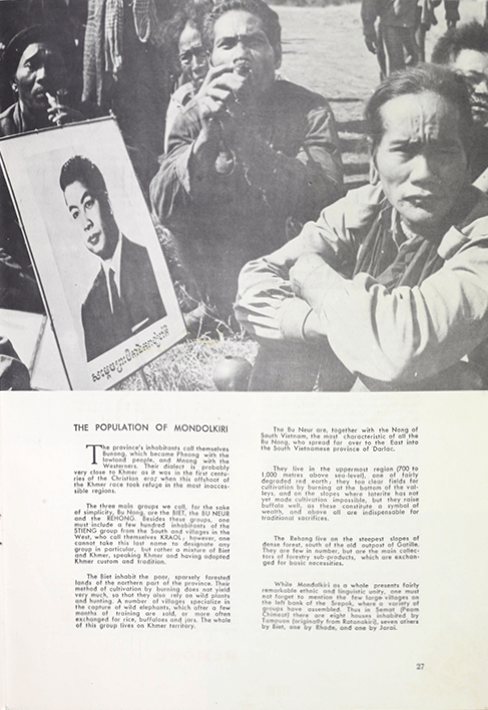 THE POPULATION OF MONDOLKIRI
The province's inhabitants call themselves
Bunong, which became Phnong with the
lowland people, and Mnong with the
Westerners. Their dialect is probably
very close to Khmer as it was in the first centu-
ries of the Christian era; when this offshoot of
the Khmer race took refuge in the most inacces-
sible regions.
The three main groups we call, for the sake
of simplicity, Bu Nong, are the BIET, the BU NEUR
and the REHONG. Besides these groups, one
must include a few hundred inhabitants of the
STIENG group from the South and villages in the
West, who call themselves KRAOL; however, one
cannot take this last name to designate any
group in particular, but rather a mixture of Biet
and Khmer, speaking Khmer and having adopted
Khmer custom and tradition.
The Biet inhabit the poor, sparsely forested
lands of the northern part of the province. Their
method of cultivation by burning does not yield
very much, so that they also rely on wild plants
and hunting. A number of villages specialize in
the capture of wild elephants, which after a few
months of training are sold, or more often
exchanged for rice, buffaloes and jars. The whole
of this group lives on Khmer territory.
The Bu Neur are, together with the Nong of
South Vietnam, the most characteristic of all the
Bu Nong, who spread far over to the East into
the South Vietnamese province of Darlac.
They live in the uppermost region (700 to
1,000 metres above sea-level), one of fairly
degraded red earth; they too clear fields for
cultivation by burning at the bottom of the val-
leys, and on the slopes where laterite has not
yet made cultivation impossible, but they raise
buffalo well, as these constitute a symbol of
wealth, and above all are indispensable for
traditional sacrifices.
The Rehong live on the steepest slopes of
dense forest, south of the old outpost of Gatille.
They are few in number, but are the main collec-
tors of forestry sub-products, which are exchan-
ged for basic necessities.
While Mondolkiri as a whole presents fairly
remarkable ethnic and linguistic unity, one must
not forget to mention the few large villages on
the left bank of the Srepok, where a variety of
groups have assembled. Thus in Semat (Peam
Chimeat) there are eight houses inhabited by
Tampuon (originally from Ratanakiri), seven others
by Biet, one by Rhade, and one by Jarai.
27